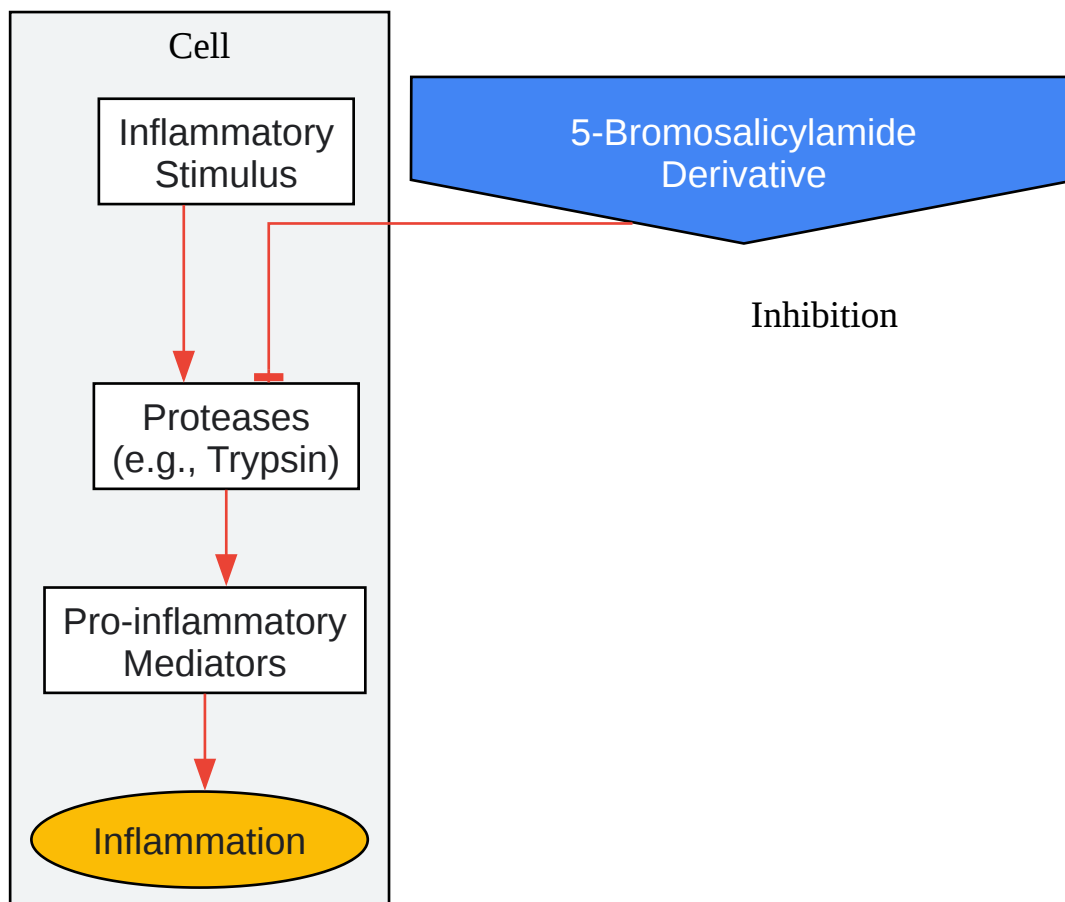 Cell
Inflammatory
Stimulus
5-Bromosalicylamide
Derivative
Inhibition
Proteases
(e.g., Trypsin)
Pro-inflammatory
Mediators
Inflammation